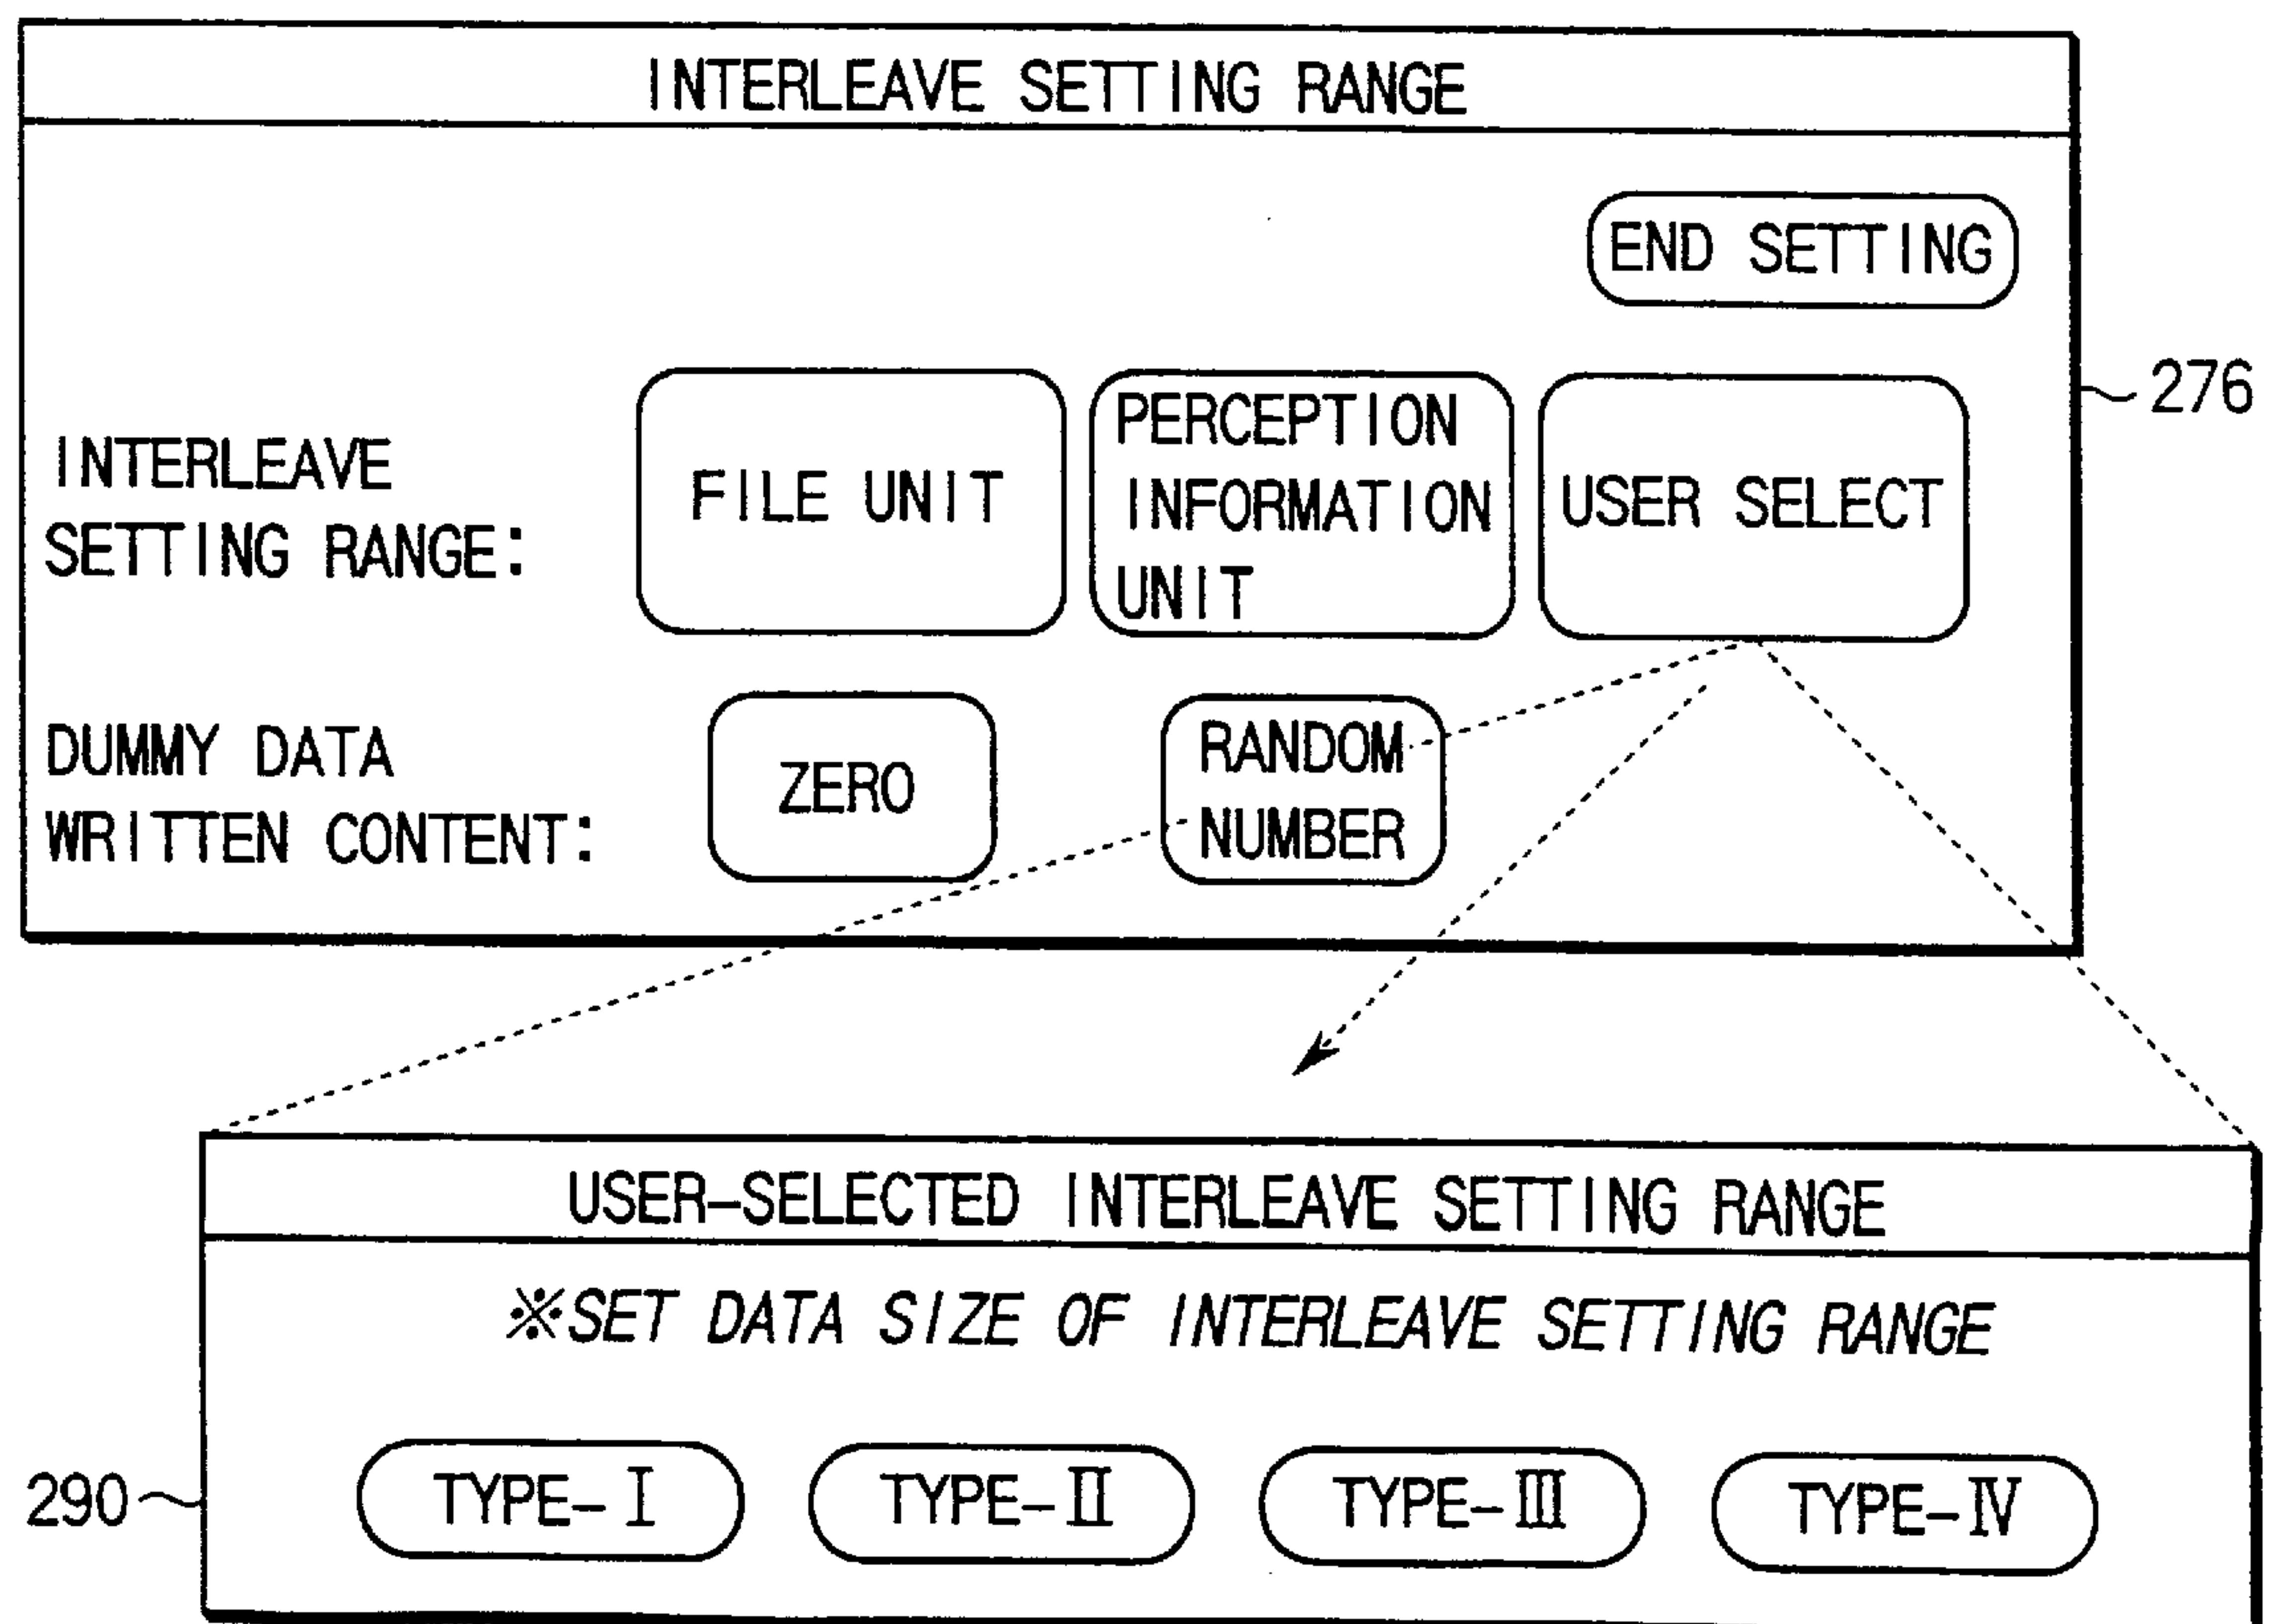 INTERLEAVE SETTING RANGE
END SETTING
276
INTERLEAVE
SETTING RANGE:
FILE UNIT
PERCEPTION
INFORMATION
UNIT
USER SELECT
DUMMY DATA
WRITTEN CONTENT:
ZERO
RANDOM
NUMBER
USER-SELECTED INTERLEAVE SETTING RANGE
※SET DATA SIZE OF INTERLEAVE SETTING RANGE
290
TYPE-Ⅰ
TYPE-Ⅱ
TYPE-Ⅲ
TYPE-Ⅳ